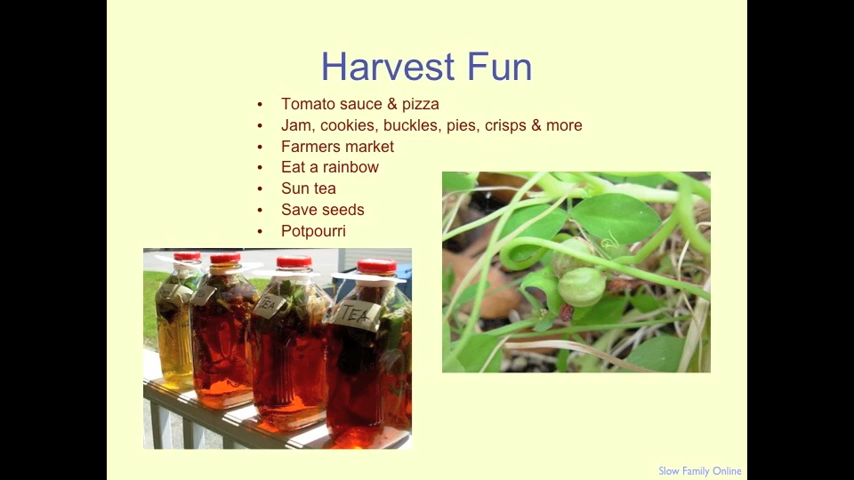 Harvest Fun
• Tomato sauce & pizza
• Jam, cookies, buckles, pies, crisps & more
• Farmers market
• Eat a rainbow
• Sun tea
• Save seeds
• Potpourri
TEA
TEA
Slow Family Online